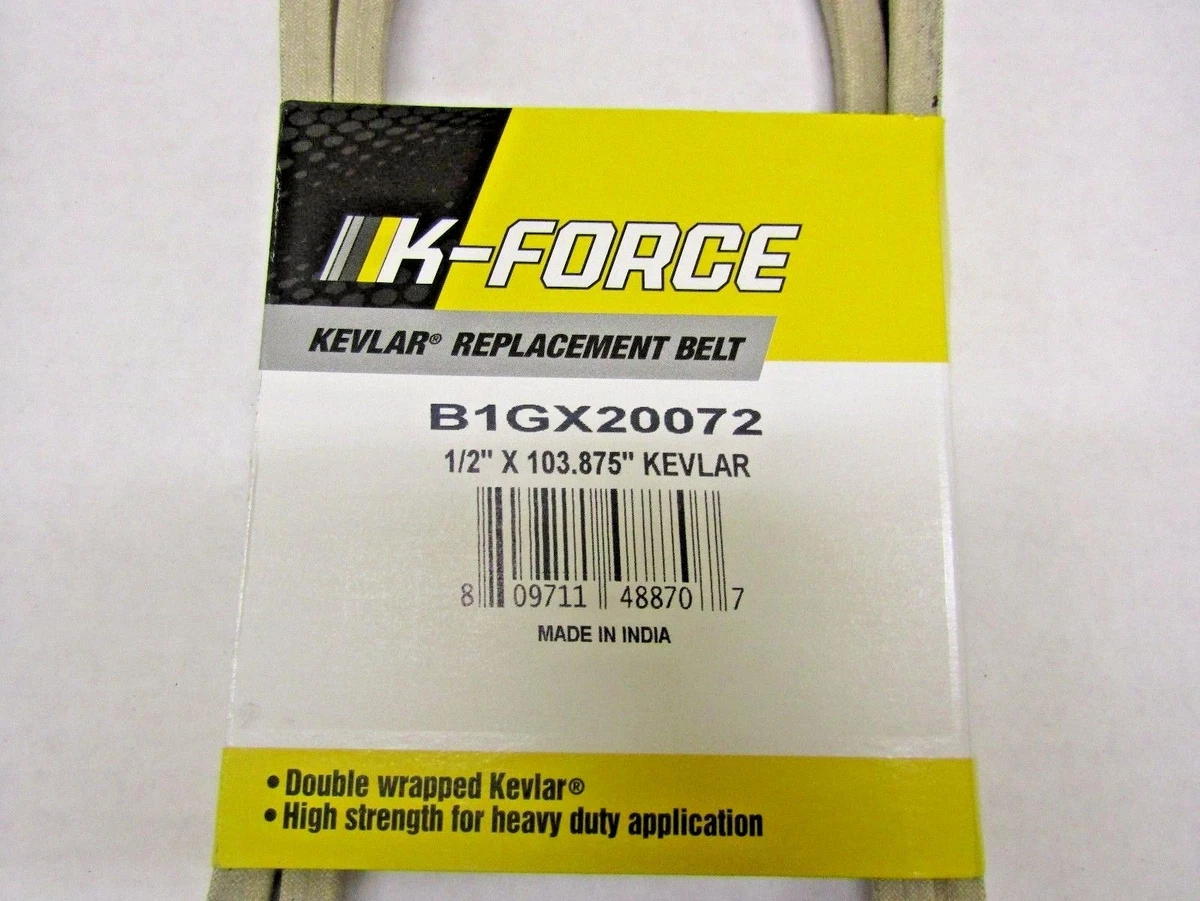 K-FORCE
KEVLAR® REPLACEMENT BELT
B1GX20072
1/2" X 103.875" KEVLAR
8 09711 48870 7
MADE IN INDIA
• Double wrapped Kevlar®
• High strength for heavy duty application